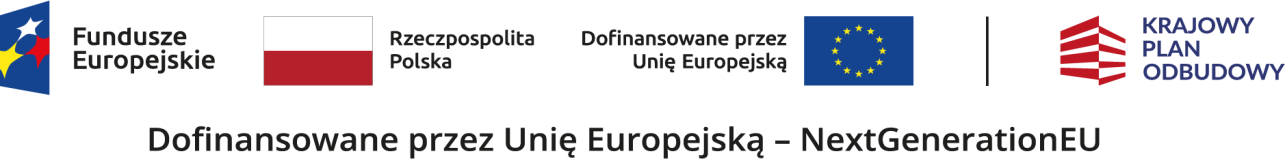 Fundusze
Europejskie
Rzeczpospolita
Polska
Dofinansowane przez
Unię Europejską
KRAJOWY
PLAN
ODBUDOWY
Dofinansowane przez Unię Europejską – NextGenerationEU